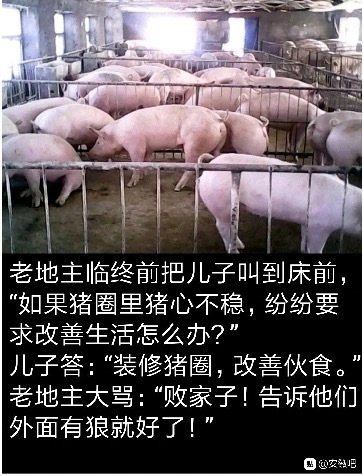 老地主临终前把儿子叫到床前，
“如果猪圈里猪心不稳，纷纷要
求改善生活怎么办？”
儿子答：“装修猪圈，改善伙食。”
老地主大骂：“败家子！告诉他们
外面有狼就好了！”